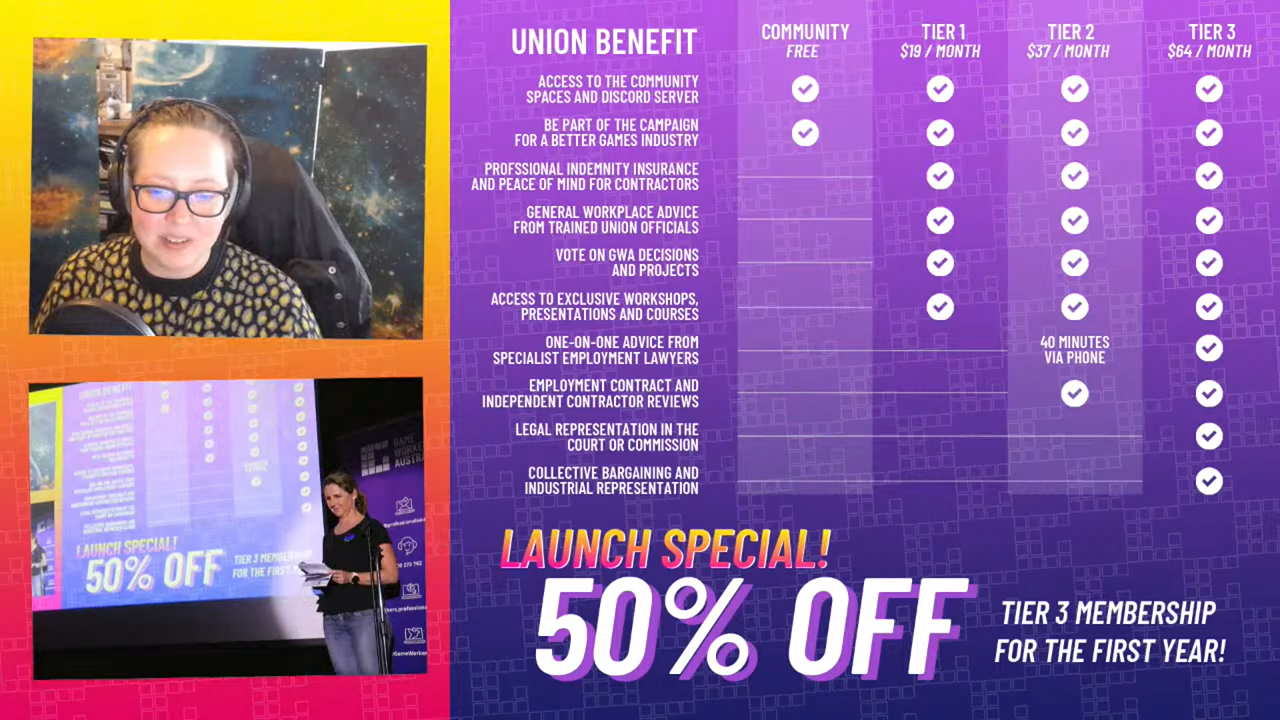 UNION BENEFIT
COMMUNITY
FREE
TIER 1
$19 / MONTH
TIER 2
$37 / MONTH
TIER 3
$64 / MONTH
ACCESS TO THE COMMUNITY
SPACES AND DISCORD SERVER
BE PART OF THE CAMPAIGN
FOR A BETTER GAMES INDUSTRY
PROFSSIONAL INDEMNITY INSURANCE
AND PEACE OF MIND FOR CONTRACTORS
GENERAL WORKPLACE ADVICE
FROM TRAINED UNION OFFICIALS
VOTE ON GWA DECISIONS
AND PROJECTS
ACCESS TO EXCLUSIVE WORKSHOPS,
PRESENTATIONS AND COURSES
ONE-ON-ONE ADVICE FROM
SPECIALIST EMPLOYMENT LAWYERS
40 MINUTES
VIA PHONE
EMPLOYMENT CONTRACT AND
INDEPENDENT CONTRACTOR REVIEWS
LEGAL REPRESENTATION IN THE
COURT OR COMMISSION
COLLECTIVE BARGAINING AND
INDUSTRIAL REPRESENTATION
LAUNCH SPECIAL!
50% OFF
TIER 3 MEMBERSHIP
FOR THE FIRST YEAR!
UNION BENEFIT
LAUNCH SPECIAL!
50% OFF
TIER 3 MEMBERSHIP
FOR THE FIRST
GAME